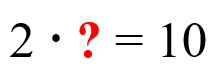 2 · ? = 10